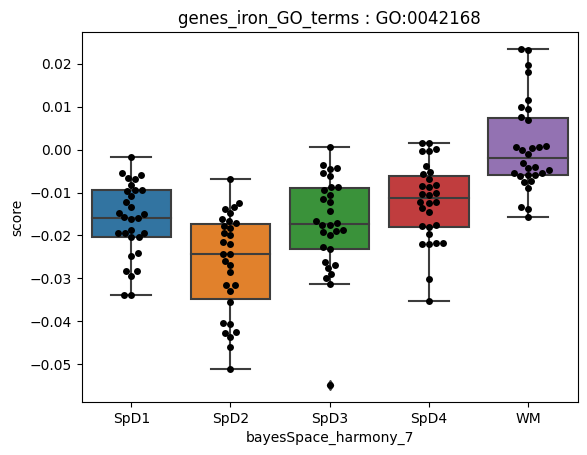 genes_iron_GO_terms : GO:0042168
score
0.02
0.01
0.00
−0.01
−0.02
−0.03
−0.04
−0.05
SpD1 SpD2 SpD3 SpD4 WM
bayesSpace_harmony_7